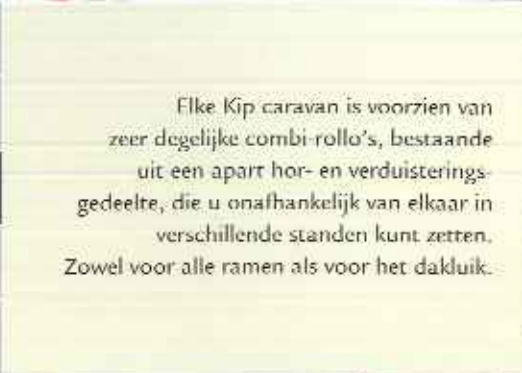 Elke Kip caravan is voorzien van
zeer degelijke combi-rollo's, bestaande
uit een apart hor- en verduisterings-
gedeelte, die u onafhankelijk van elkaar in
verschillende standen kunt zetten.
Zowel voor alle ramen als voor het dakluik.